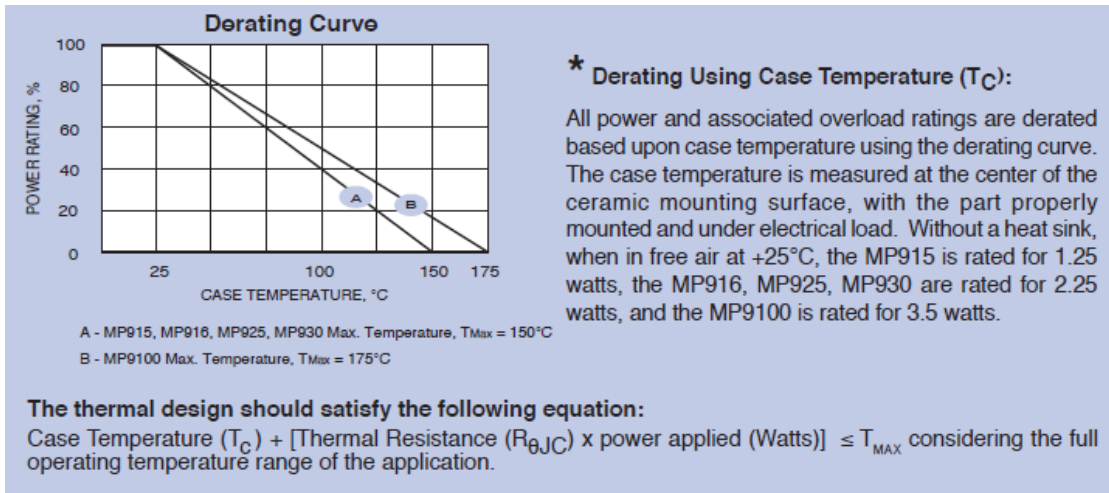 Derating Curve
100
80
60
40
20
0
POWER RATING, %
A
B
25
100
150
175
CASE TEMPERATURE, °C
A - MP915, MP916, MP925, MP930 Max. Temperature, TMax = 150°C
B - MP9100 Max. Temperature, TMax = 175°C
* Derating Using Case Temperature (TC):
All power and associated overload ratings are derated
based upon case temperature using the derating curve.
The case temperature is measured at the center of the
ceramic mounting surface, with the part properly
mounted and under electrical load. Without a heat sink,
when in free air at +25°C, the MP915 is rated for 1.25
watts, the MP916, MP925, MP930 are rated for 2.25
watts, and the MP9100 is rated for 3.5 watts.
The thermal design should satisfy the following equation:
Case Temperature (TC) + [Thermal Resistance (RθJC) x power applied (Watts)] ≤ TMAX considering the full
operating temperature range of the application.